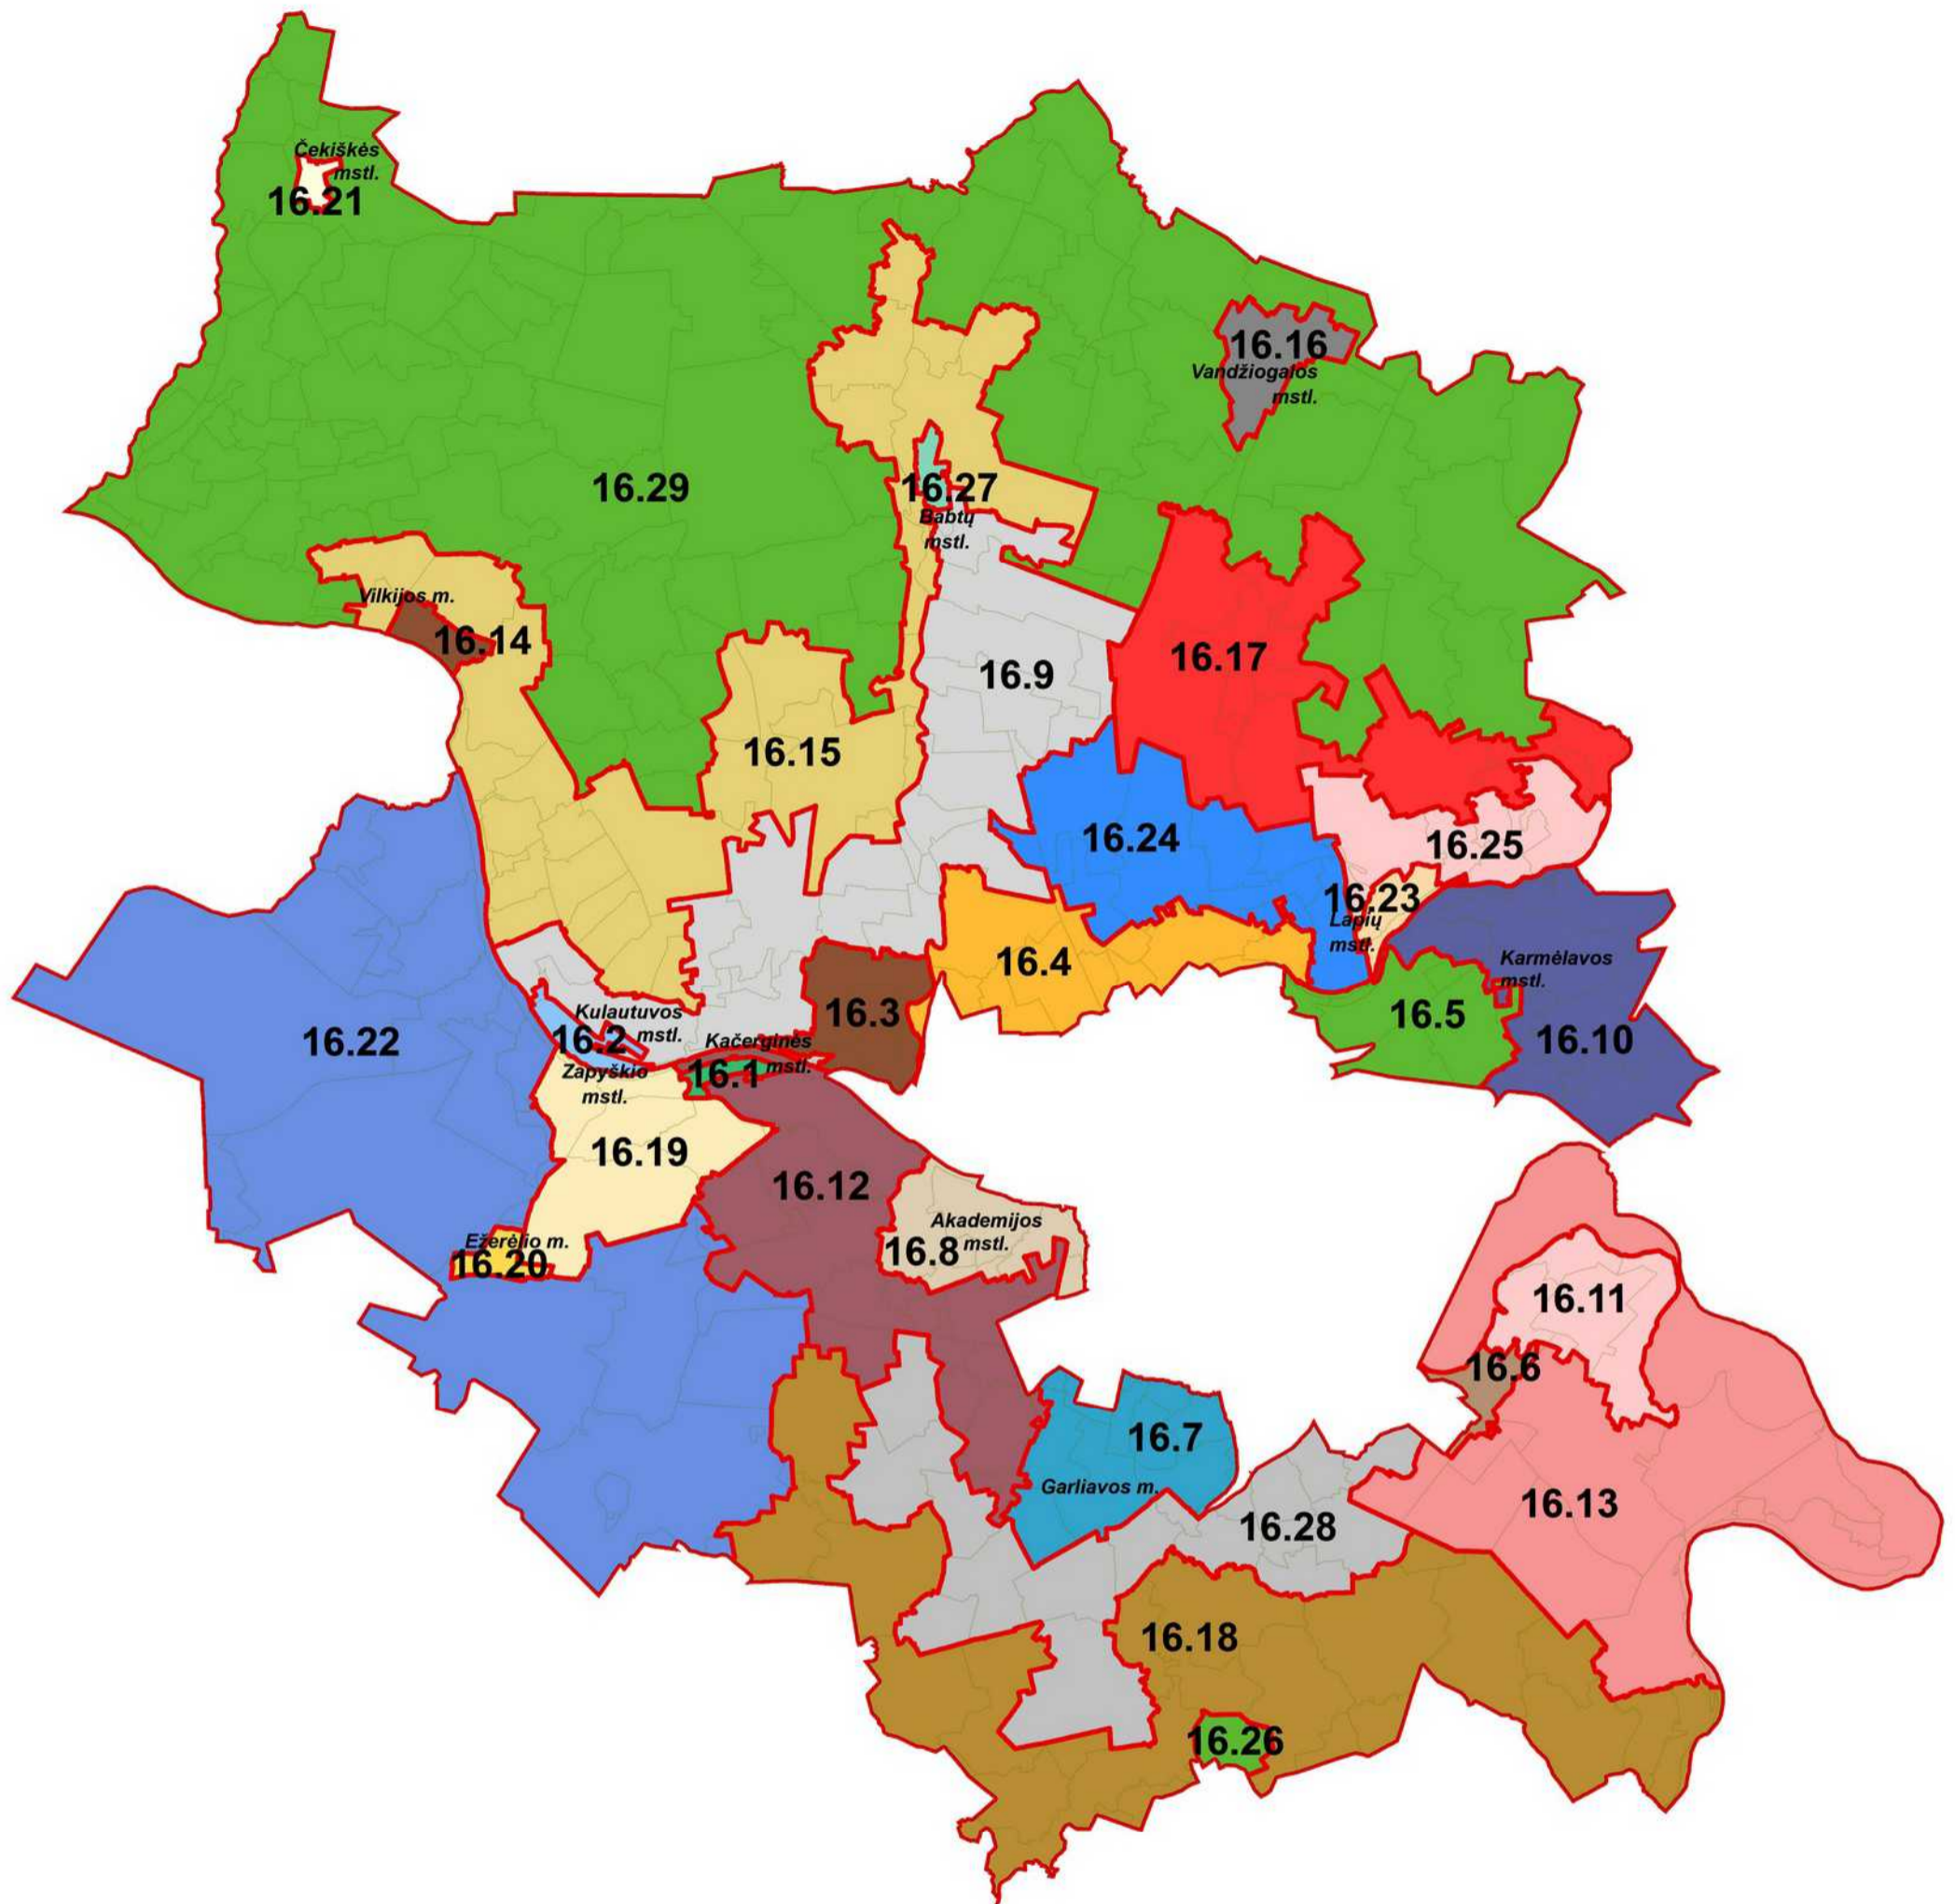 Čekiškės
mstl.
16.21
16.16
Vandžiogalos
mstl.
16.29
16.27
Babtų
mstl.
Vilkijos m.
16.14
16.17
16.9
16.15
16.24
16.25
16.23
Lapių
mstl.
16.4
Karmėlavos
mstl.
16.3
16.5
Kulautuvos
mstl.
16.2
16.22
16.10
Kačerginės
mstl.
16.1
Zapyškio
mstl.
16.19
16.12
Akademijos
mstl.
16.8
Ežerėlio m.
16.20
16.11
16.6
16.7
Garliavos m.
16.13
16.28
16.18
16.26